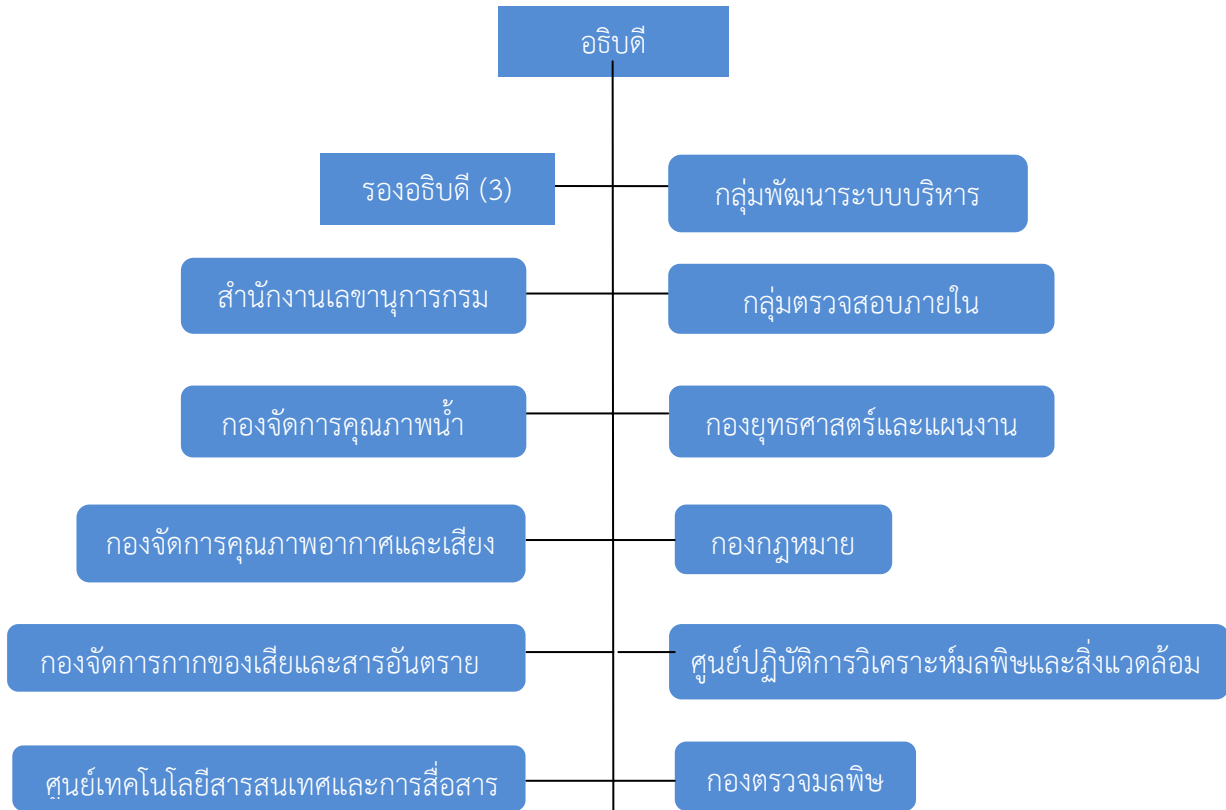 อธิบดี
รองอธิบดี (3)
กลุ่มพัฒนาระบบบริหาร
สำนักงานเลขานุการกรม
กลุ่มตรวจสอบภายใน
กองจัดการคุณภาพน้ำ
กองยุทธศาสตร์และแผนงาน
กองจัดการคุณภาพอากาศและเสียง
กองกฎหมาย
กองจัดการกากของเสียและสารอันตราย
ศูนย์ปฏิบัติการวิเคราะห์มลพิษและสิ่งแวดล้อม
ศูนย์เทคโนโลยีสารสนเทศและการสื่อสาร
กองตรวจมลพิษ